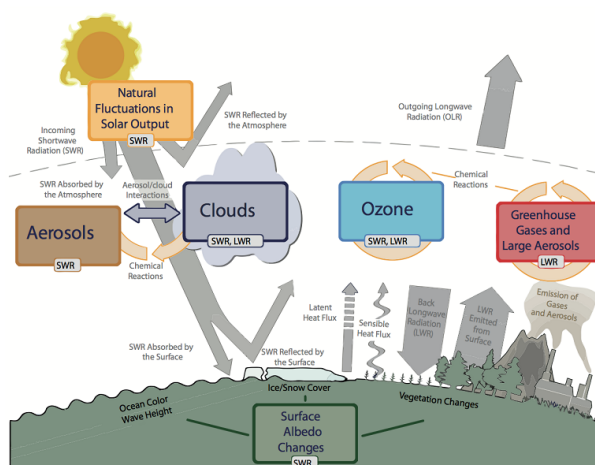 Natural
Fluctuations in
Solar Output
SWR
Incoming
Shortwave
Radiation (SWR)
SWR Reflected by
the Atmosphere
Outgoing Longwave
Radiation (OLR)
SWR Absorbed by
the Atmosphere
Aerosol/cloud
Interactions
Chemical
Reactions
Aerosols
SWR
Clouds
SWR, LWR
Ozone
SWR, LWR
Greenhouse
Gases and
Large Aerosols
LWR
Chemical
Reactions
Emission of
Gases
and Aerosols
Latent
Heat Flux
Sensible
Heat Flux
Back
Longwave
Radiation
(LWR)
LWR
Emitted
from
Surface
SWR Absorbed by
the Surface
SWR Reflected by
the Surface
Ice/Snow Cover
Ocean Color
Wave Height
Vegetation Changes
Surface
Albedo
Changes
SWR